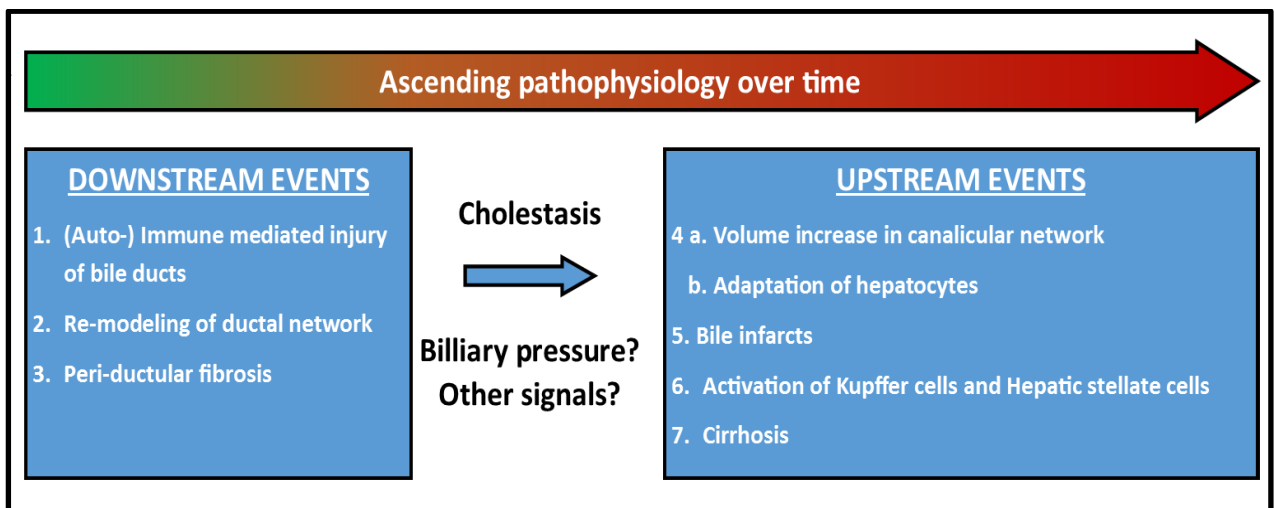 Ascending pathophysiology over time
DOWNSTREAM EVENTS
1. (Auto-) Immune mediated injury
of bile ducts
2. Re-modeling of ductal network
3. Peri-ductular fibrosis
Cholestasis
Billiary pressure?
Other signals?
UPSTREAM EVENTS
4 a. Volume increase in canalicular network
b. Adaptation of hepatocytes
5. Bile infarcts
6. Activation of Kupffer cells and Hepatic stellate cells
7. Cirrhosis